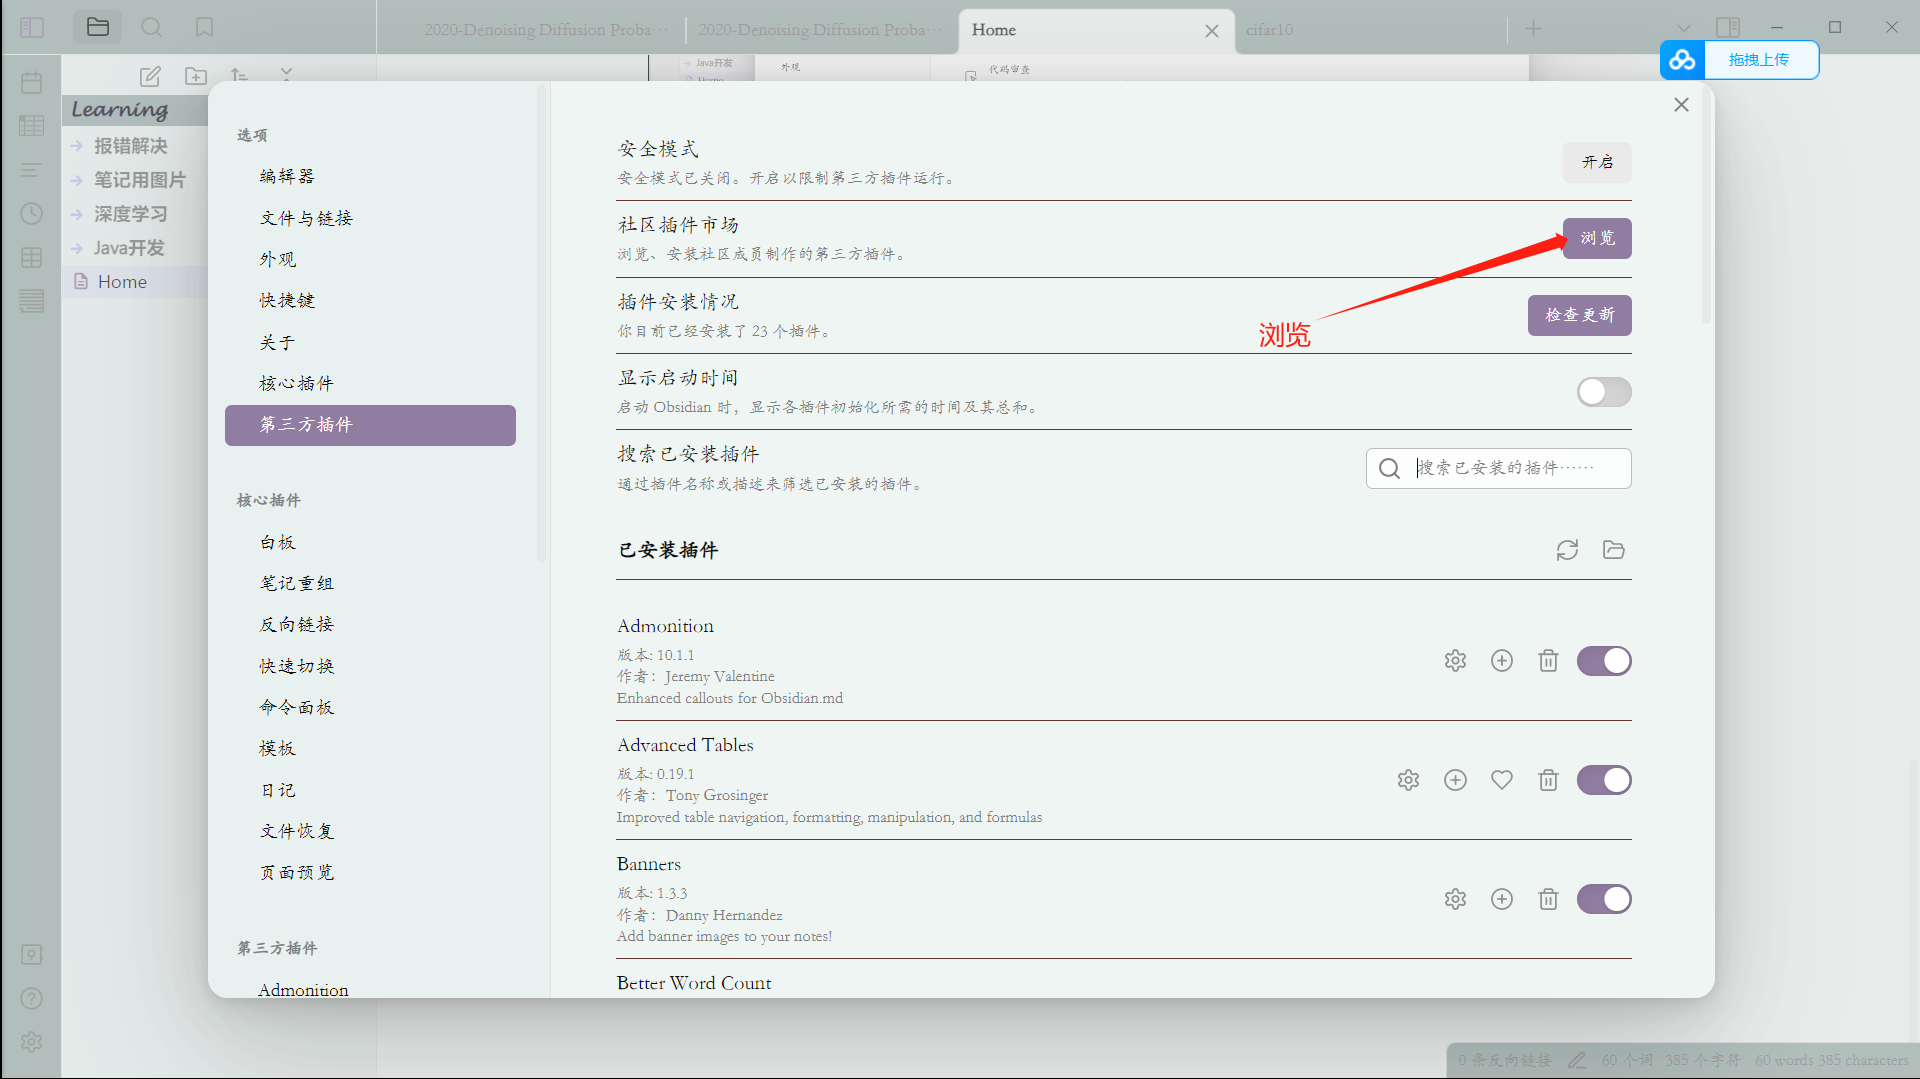 2020-Denoising Diffusion Proba…
2020-Denoising Diffusion Proba…
Home
cifar10
拖拽上传
Java开发
外观
代码审查
Home
Learning
报错解决
笔记用图片
深度学习
Java开发
Home
选项
编辑器
文件与链接
外观
快捷键
关于
核心插件
第三方插件
核心插件
白板
笔记重组
反向链接
快速切换
命令面板
模板
日记
文件恢复
页面预览
第三方插件
Admonition
安全模式
安全模式已关闭。开启以限制第三方插件运行。
开启
社区插件市场
浏览、安装社区成员制作的第三方插件。
浏览
浏览
插件安装情况
你目前已经安装了 23 个插件。
检查更新
显示启动时间
启动 Obsidian 时，显示各插件初始化所需的时间及其总和。
搜索已安装插件
通过插件名称或描述来筛选已安装的插件。
搜索已安装的插件……
已安装插件
Admonition
版本: 10.1.1
作者：Jeremy Valentine
Enhanced callouts for Obsidian.md
Advanced Tables
版本: 0.19.1
作者：Tony Grosinger
Improved table navigation, formatting, manipulation, and formulas
Banners
版本: 1.3.3
作者：Danny Hernandez
Add banner images to your notes!
Better Word Count
0 条反向链接
60 个词
385 个字符
60 words 385 characters